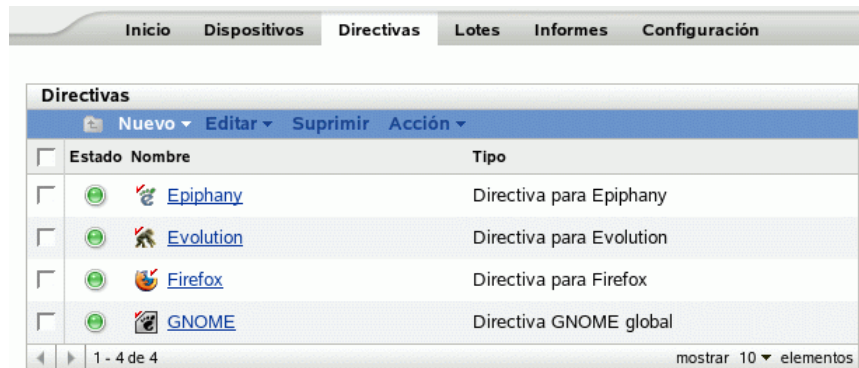 Inicio Dispositivos Directivas Lotes Informes Configuración
Directivas
Nuevo Editar Suprimir Acción
Estado Nombre Tipo
Epiphany Directiva para Epiphany
Evolution Directiva para Evolution
Firefox Directiva para Firefox
GNOME Directiva GNOME global
1 - 4 de 4 mostrar 10 elementos